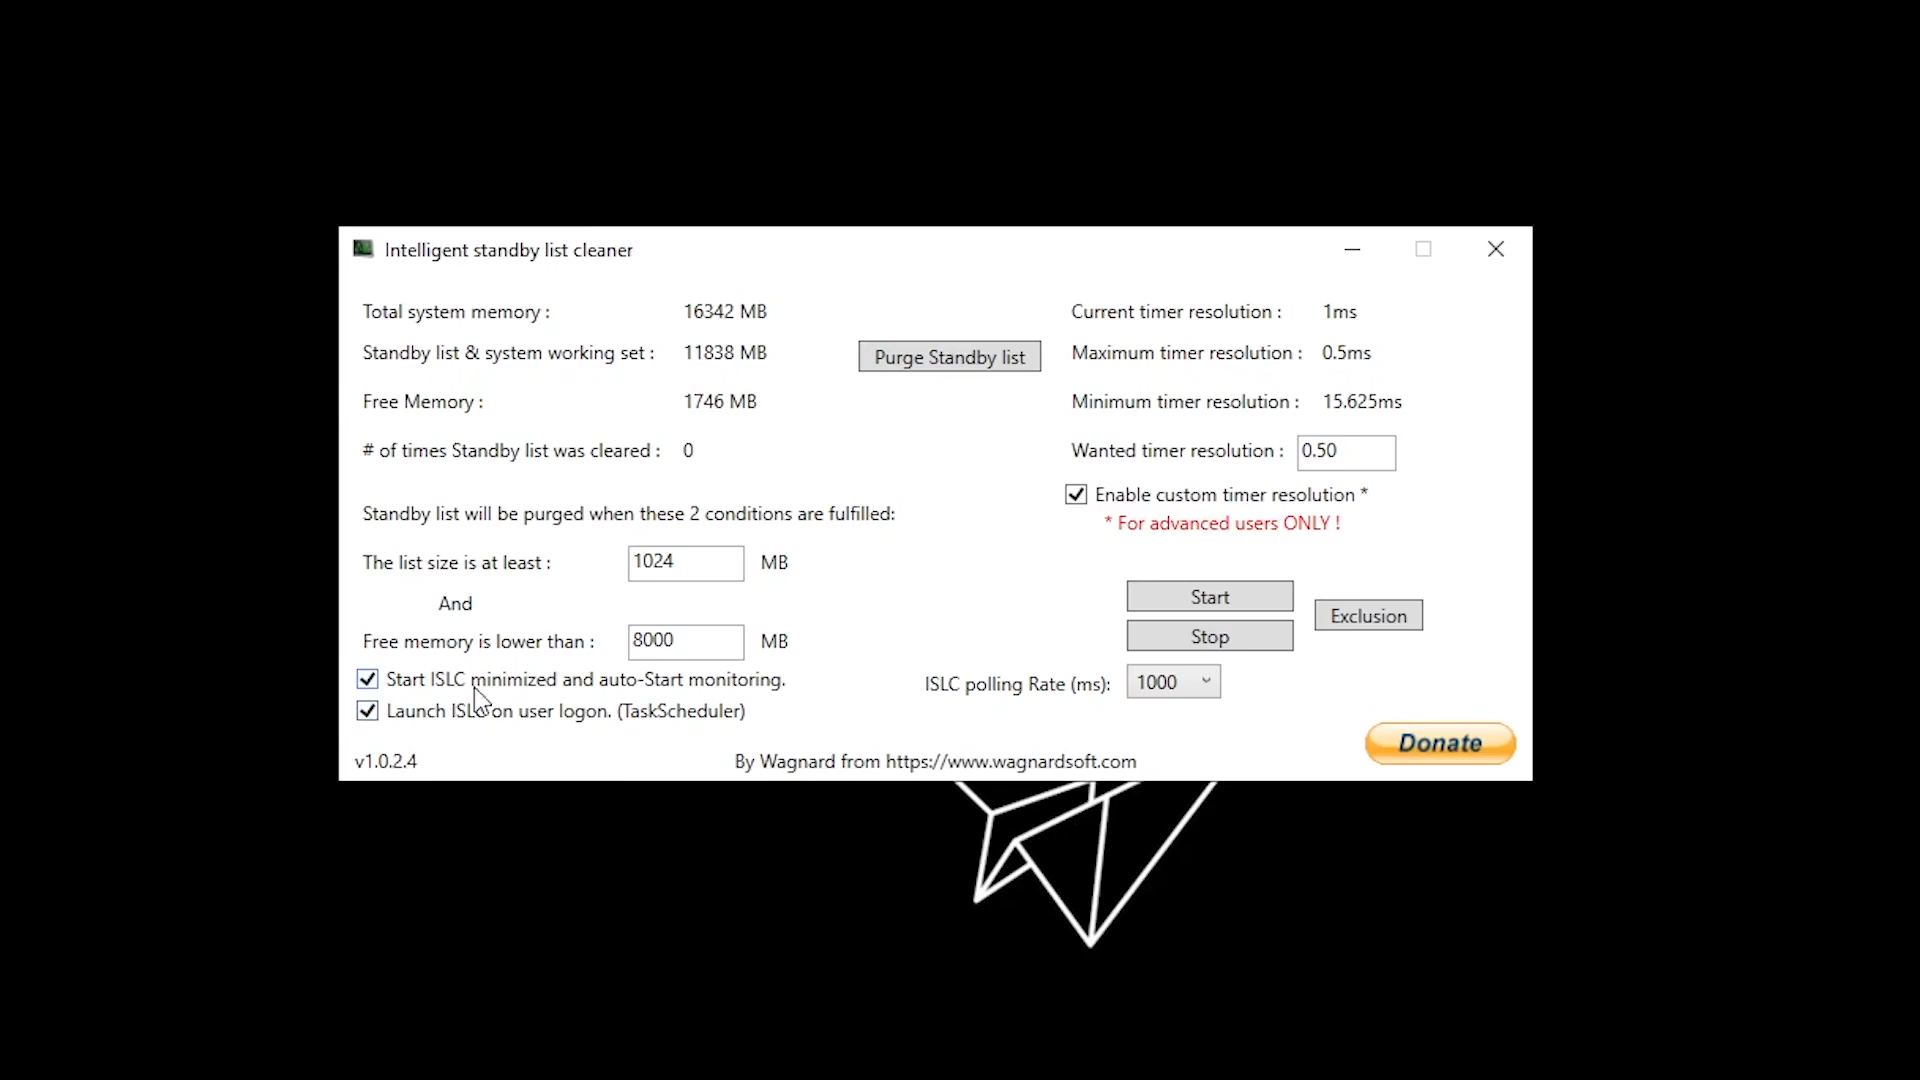 Intelligent standby list cleaner
Total system memory : 16342 MB
Standby list & system working set : 11838 MB
Purge Standby list
Free Memory : 1746 MB
# of times Standby list was cleared : 0
Standby list will be purged when these 2 conditions are fulfilled:
The list size is at least : 1024 MB
And
Free memory is lower than : 8000 MB
Start ISLC minimized and auto-Start monitoring.
Launch ISLC on user logon. (TaskScheduler)
Current timer resolution : 1ms
Maximum timer resolution : 0.5ms
Minimum timer resolution : 15.625ms
Wanted timer resolution : 0.50
Enable custom timer resolution *
* For advanced users ONLY !
Start
Stop
Exclusion
ISLC polling Rate (ms): 1000
Donate
v1.0.2.4
By Wagnard from https://www.wagnardsoft.com